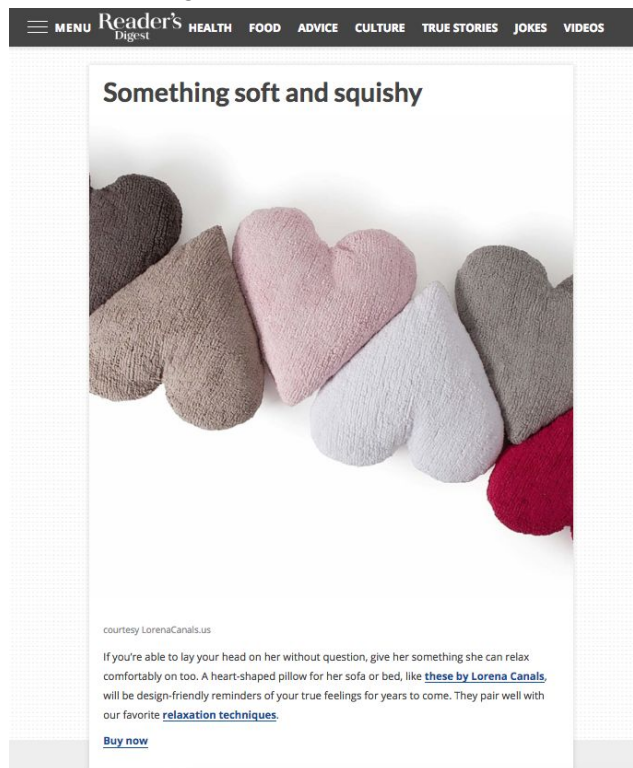 MENU Reader's Digest HEALTH FOOD ADVICE CULTURE TRUE STORIES JOKES VIDEOS
Something soft and squishy
courtesy LorenaCanals.us
If you're able to lay your head on her without question, give her something she can relax
comfortably on too. A heart-shaped pillow for her sofa or bed, like these by Lorena Canals,
will be design-friendly reminders of your true feelings for years to come. They pair well with
our favorite relaxation techniques.
Buy now